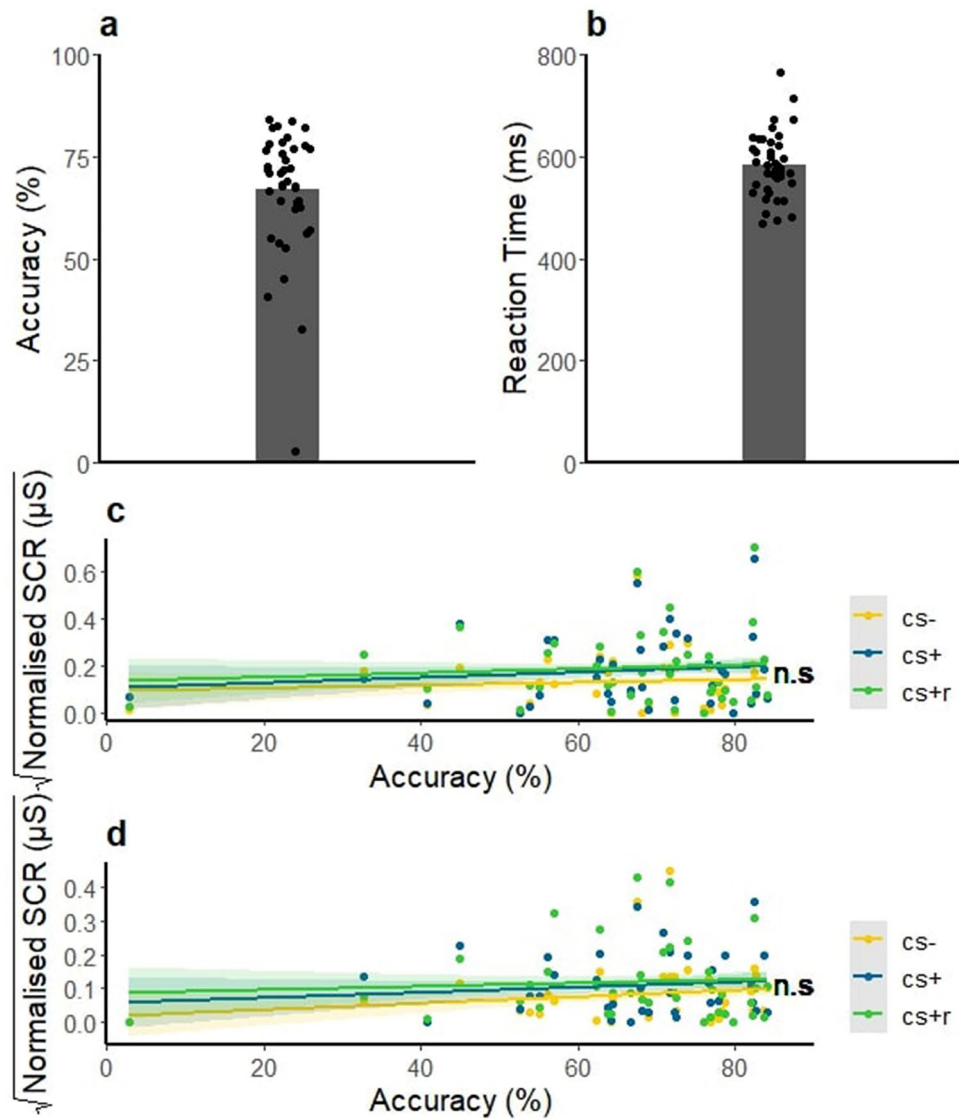 a
100
75
50
25
0
Accuracy (%)
b
800
600
400
200
0
Reaction Time (ms)
c
√Normalised SCR (µS)
0.6
0.4
0.2
0.0
n.s
0
20
40
60
80
Accuracy (%)
cs-
cs+
cs+r
d
√Normalised SCR (µS)
0.4
0.3
0.2
0.1
0.0
n.s
0
20
40
60
80
Accuracy (%)
cs-
cs+
cs+r